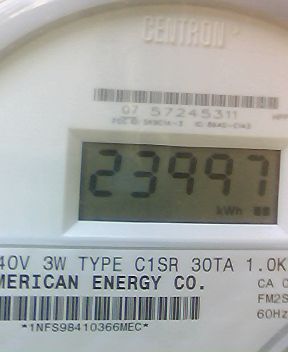 CENTRON
07 57245311
23997
kWh
40V 3W TYPE C1SR 30TA 1.0K
MERICAN ENERGY CO.
CA 0
FM2S
60Hz
*1NFS98410366MEC*